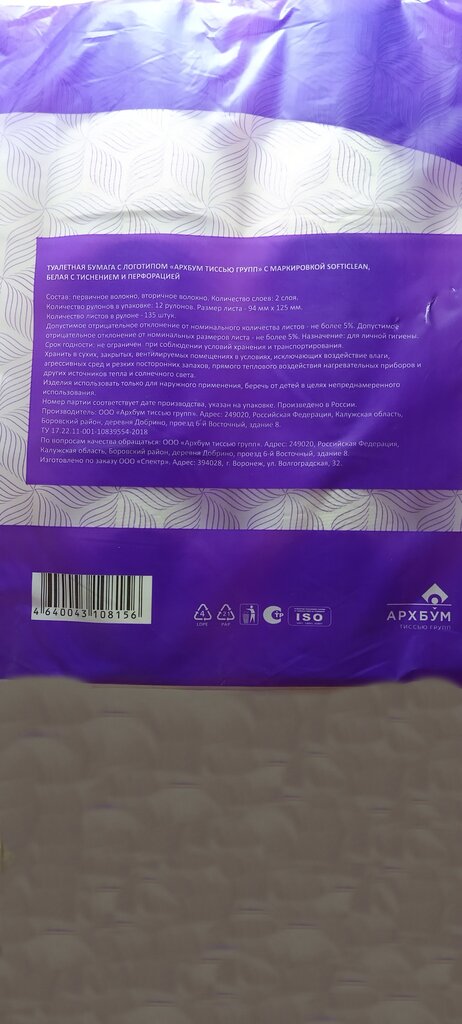 ТУАЛЕТНАЯ БУМАГА С ЛОГОТИПОМ «АРХБУМ ТИССЬЮ ГРУПП» С МАРКИРОВКОЙ SOFTICLEAN,
БЕЛАЯ С ТИСНЕНИЕМ И ПЕРФОРАЦИЕЙ
Состав: первичное волокно, вторичное волокно. Количество слоев: 2 слоя.
Количество рулонов в упаковке: 12 рулонов. Размер листа - 94 мм х 125 мм.
Количество листов в рулоне - 135 штук.
Допустимое отрицательное отклонение от номинального количества листов - не более 5%. Допустимое
отрицательное отклонение от номинальных размеров листа - не более 5%. Назначение: для личной гигиены.
Срок годности: не ограничен при соблюдении условий хранения и транспортирования.
Хранить в сухих, закрытых, вентилируемых помещениях в условиях, исключающих воздействие влаги,
агрессивных сред и резких посторонних запахов, прямого теплового воздействия нагревательных приборов и
других источников тепла и солнечного света.
Изделия использовать только для наружного применения, беречь от детей в целях непреднамеренного
использования.
Номер партии соответствует дате производства, указан на упаковке. Произведено в России.
Производитель: ООО «Архбум тиссью групп». Адрес: 249020, Российская Федерация, Калужская область,
Боровский район, деревня Добрино, проезд 6-й Восточный, здание 8.
ТУ 17.22.11-001-10839554-2018
По вопросам качества обращаться: ООО «Архбум тиссью групп». Адрес: 249020, Российская Федерация,
Калужская область, Боровский район, деревня Добрино, проезд 6-й Восточный, здание 8.
Изготовлено по заказу ООО «Спектр». Адрес: 394028, г. Воронеж, ул. Волгоградская, 32.
4 640043 108156
4 21 СТР ISO
LDPE PAP
АРХБУМ
ТИССЬЮ ГРУПП